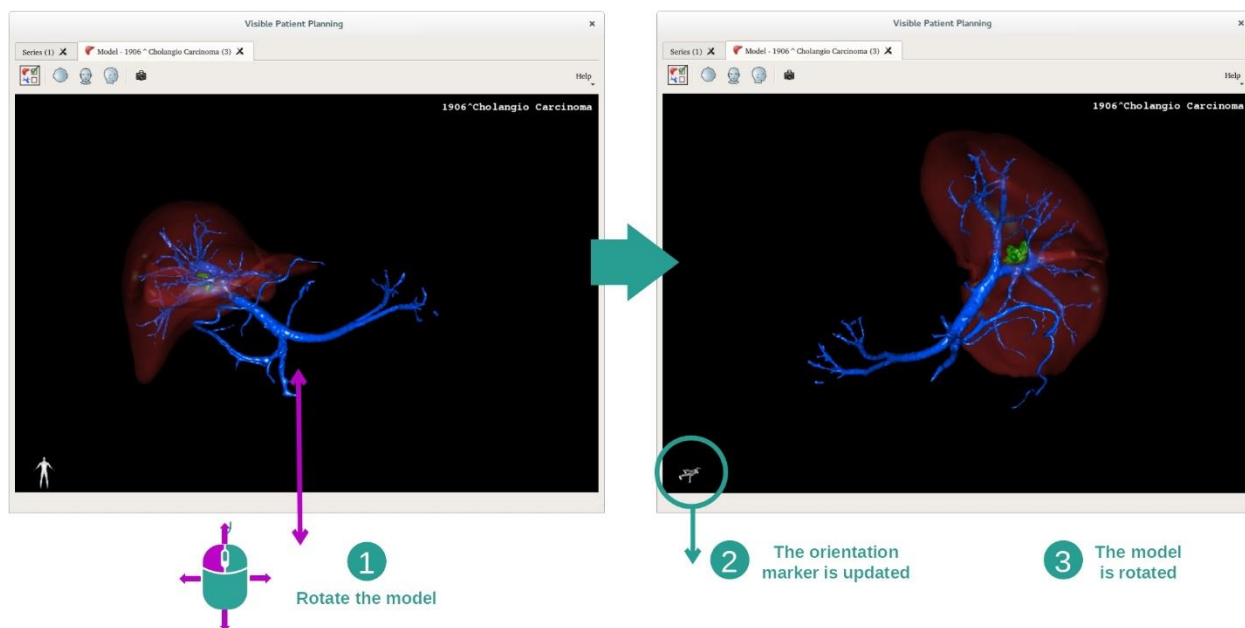 Visible Patient Planning
Series (1)
Model - 1906 ^ Cholangio Carcinoma (3)
Help
1906^Cholangio Carcinoma
Visible Patient Planning
Series (1)
Model - 1906 ^ Cholangio Carcinoma (3)
Help
1906^Cholangio Carcinoma
1
Rotate the model
2
The orientation
marker is updated
3
The model
is rotated